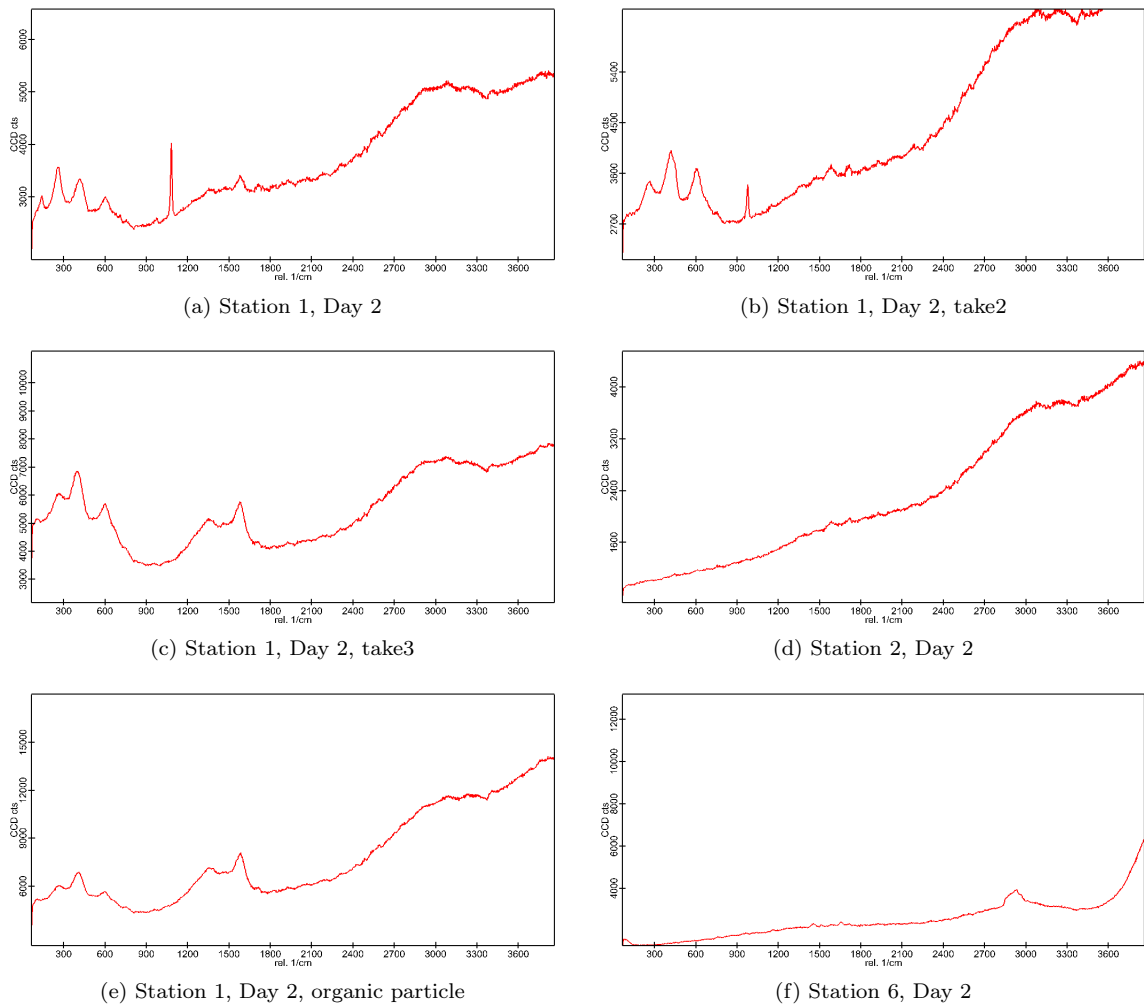 6000
5000
4000
3000
CCD cts
300 600 900 1200 1500 1800 2100 2400 2700 3000 3300 3600
rel. 1/cm
(a) Station 1, Day 2
5400
4500
3600
2700
CCD cts
300 600 900 1200 1500 1800 2100 2400 2700 3000 3300 3600
rel. 1/cm
(b) Station 1, Day 2, take2
10000
9000
8000
7000
6000
5000
4000
3000
CCD cts
300 600 900 1200 1500 1800 2100 2400 2700 3000 3300 3600
rel. 1/cm
(c) Station 1, Day 2, take3
4000
3200
2400
1600
CCD cts
300 600 900 1200 1500 1800 2100 2400 2700 3000 3300 3600
rel. 1/cm
(d) Station 2, Day 2
15000
12000
9000
6000
CCD cts
300 600 900 1200 1500 1800 2100 2400 2700 3000 3300 3600
rel. 1/cm
(e) Station 1, Day 2, organic particle
12000
10000
8000
6000
4000
CCD cts
300 600 900 1200 1500 1800 2100 2400 2700 3000 3300 3600
rel. 1/cm
(f) Station 6, Day 2